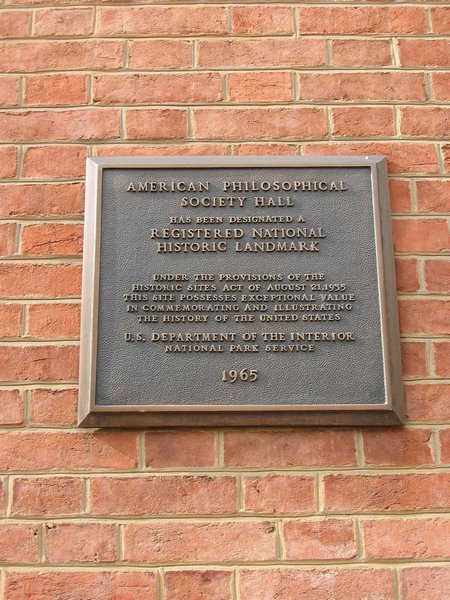 AMERICAN PHILOSOPHICAL
SOCIETY HALL
HAS BEEN DESIGNATED A
REGISTERED NATIONAL
HISTORIC LANDMARK
UNDER THE PROVISIONS OF THE
HISTORIC SITES ACT OF AUGUST 21, 1935
THIS SITE POSSESSES EXCEPTIONAL VALUE
IN COMMEMORATING AND ILLUSTRATING
THE HISTORY OF THE UNITED STATES
U.S. DEPARTMENT OF THE INTERIOR
NATIONAL PARK SERVICE
1965